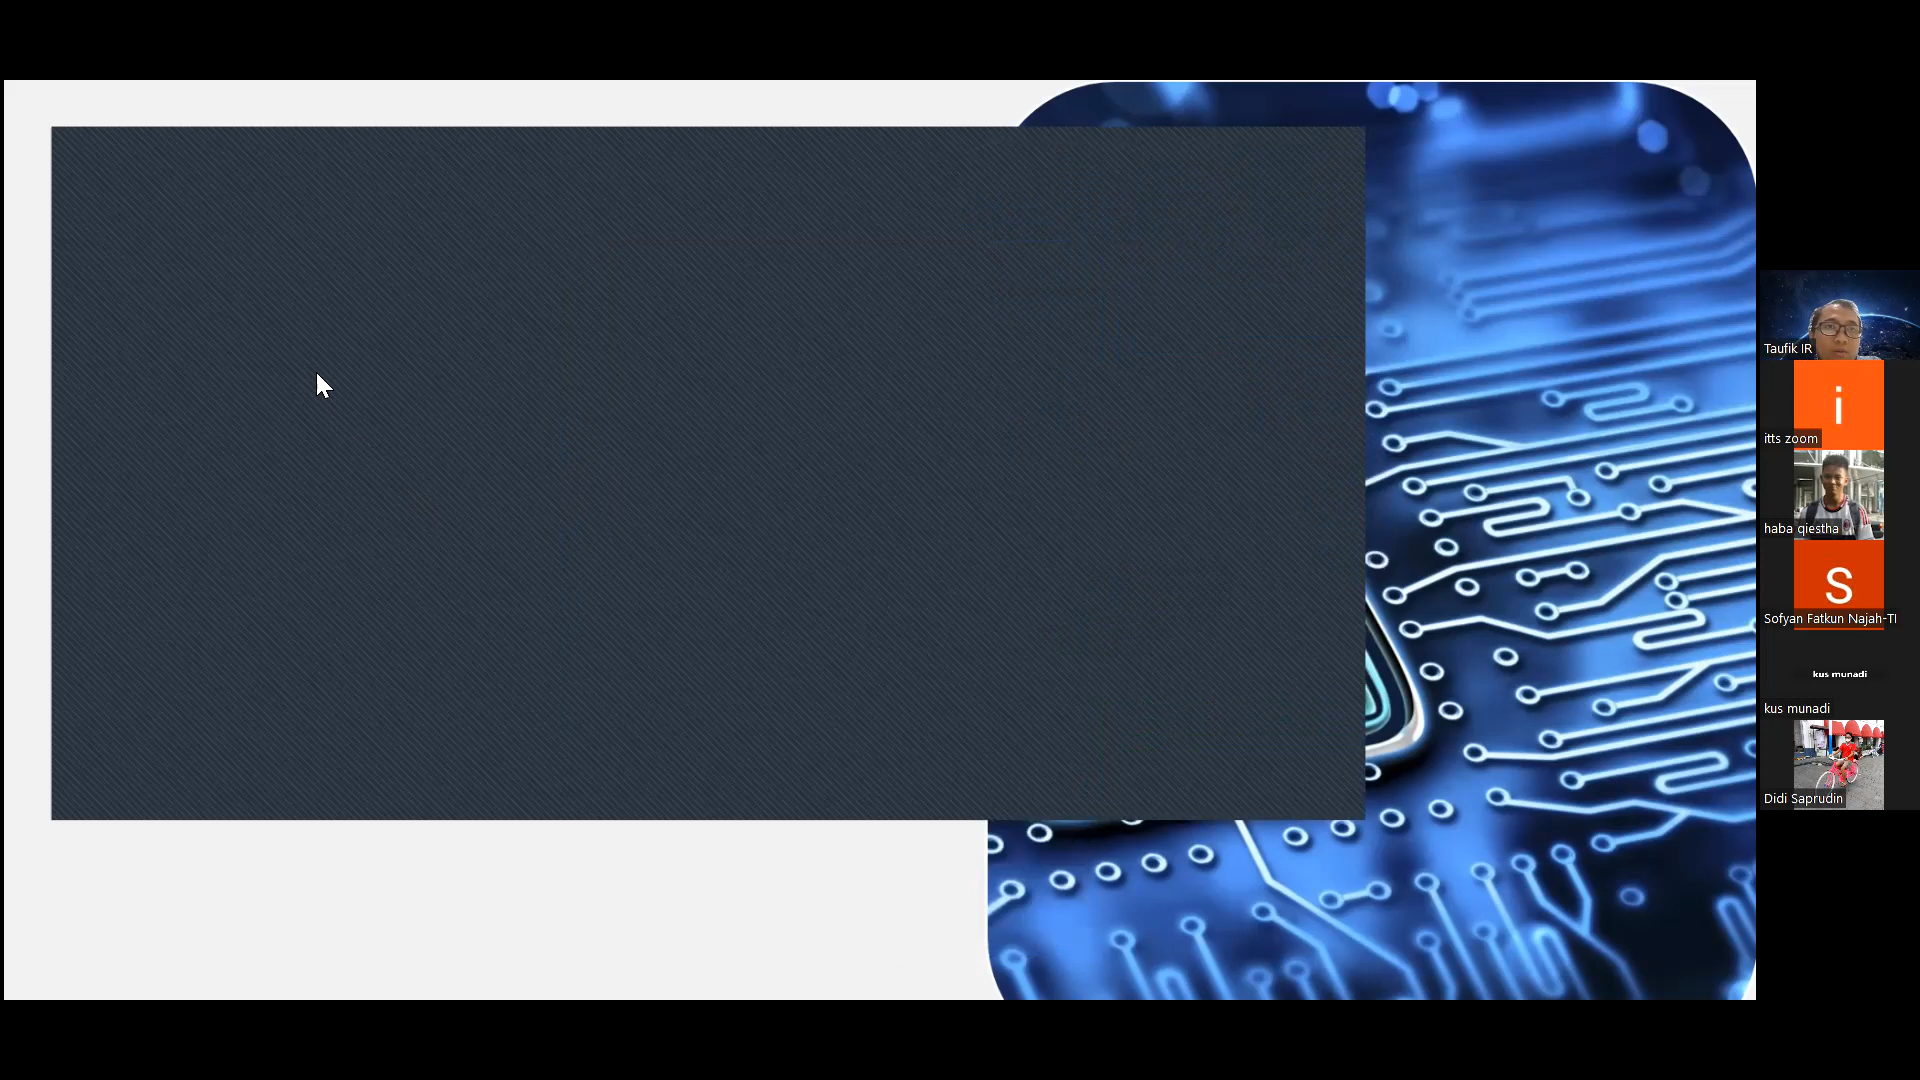 Taufik IR
i
itts zoom
haba qiestha
S
Sofyan Fatkun Najah-TI
kus munadi
kus munadi
Didi Saprudin